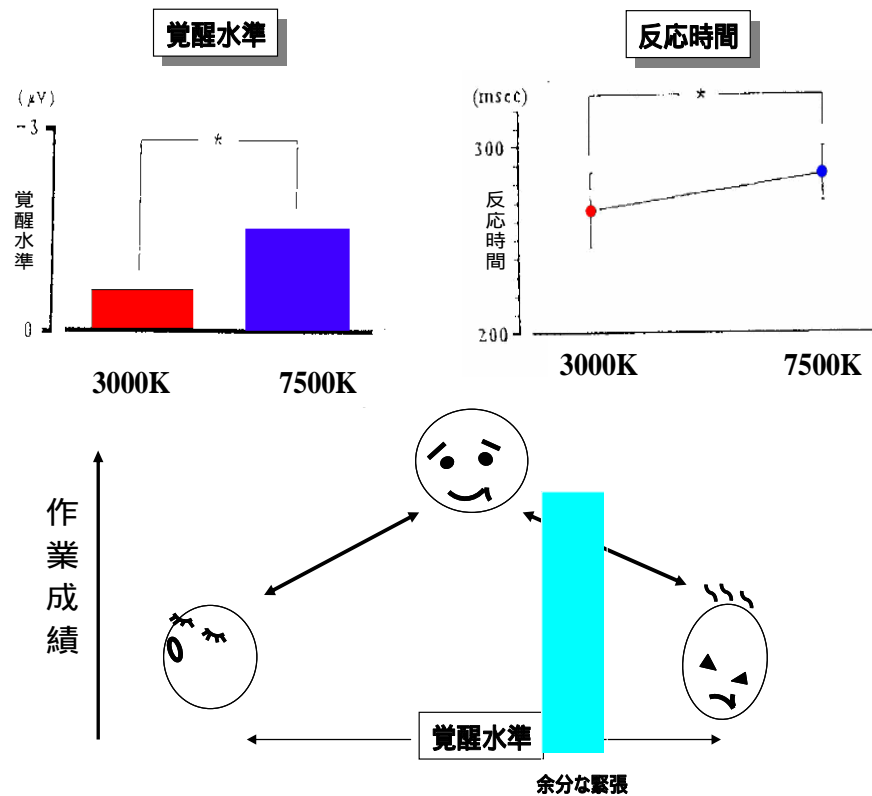 覚醒水準
反応時間
(μV)
-3
*
覚醒水準
0
3000K 7500K
(msec)
300
*
反応時間
200
3000K 7500K
作業成績
覚醒水準
余分な緊張